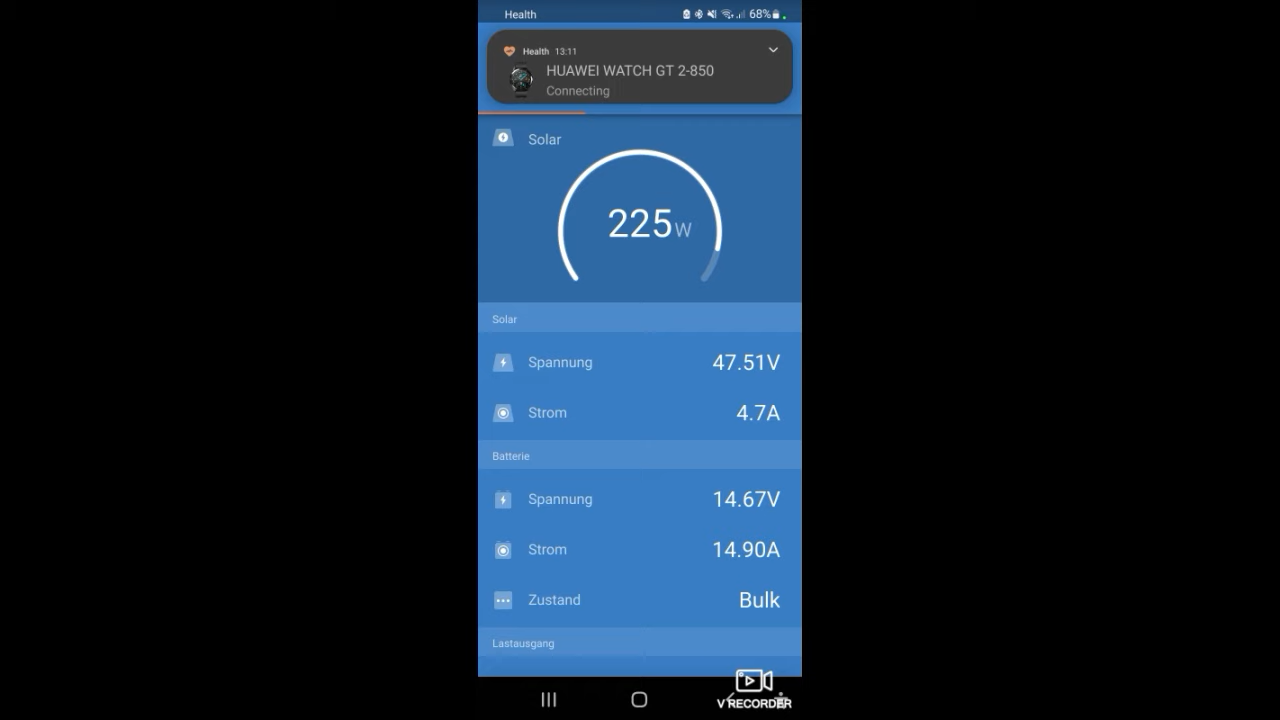 Health 68%
Health 13:11
HUAWEI WATCH GT 2-850
Connecting
Solar
225W
Solar
Spannung 47.51V
Strom 4.7A
Batterie
Spannung 14.67V
Strom 14.90A
Zustand Bulk
Lastausgang
V RECORDER